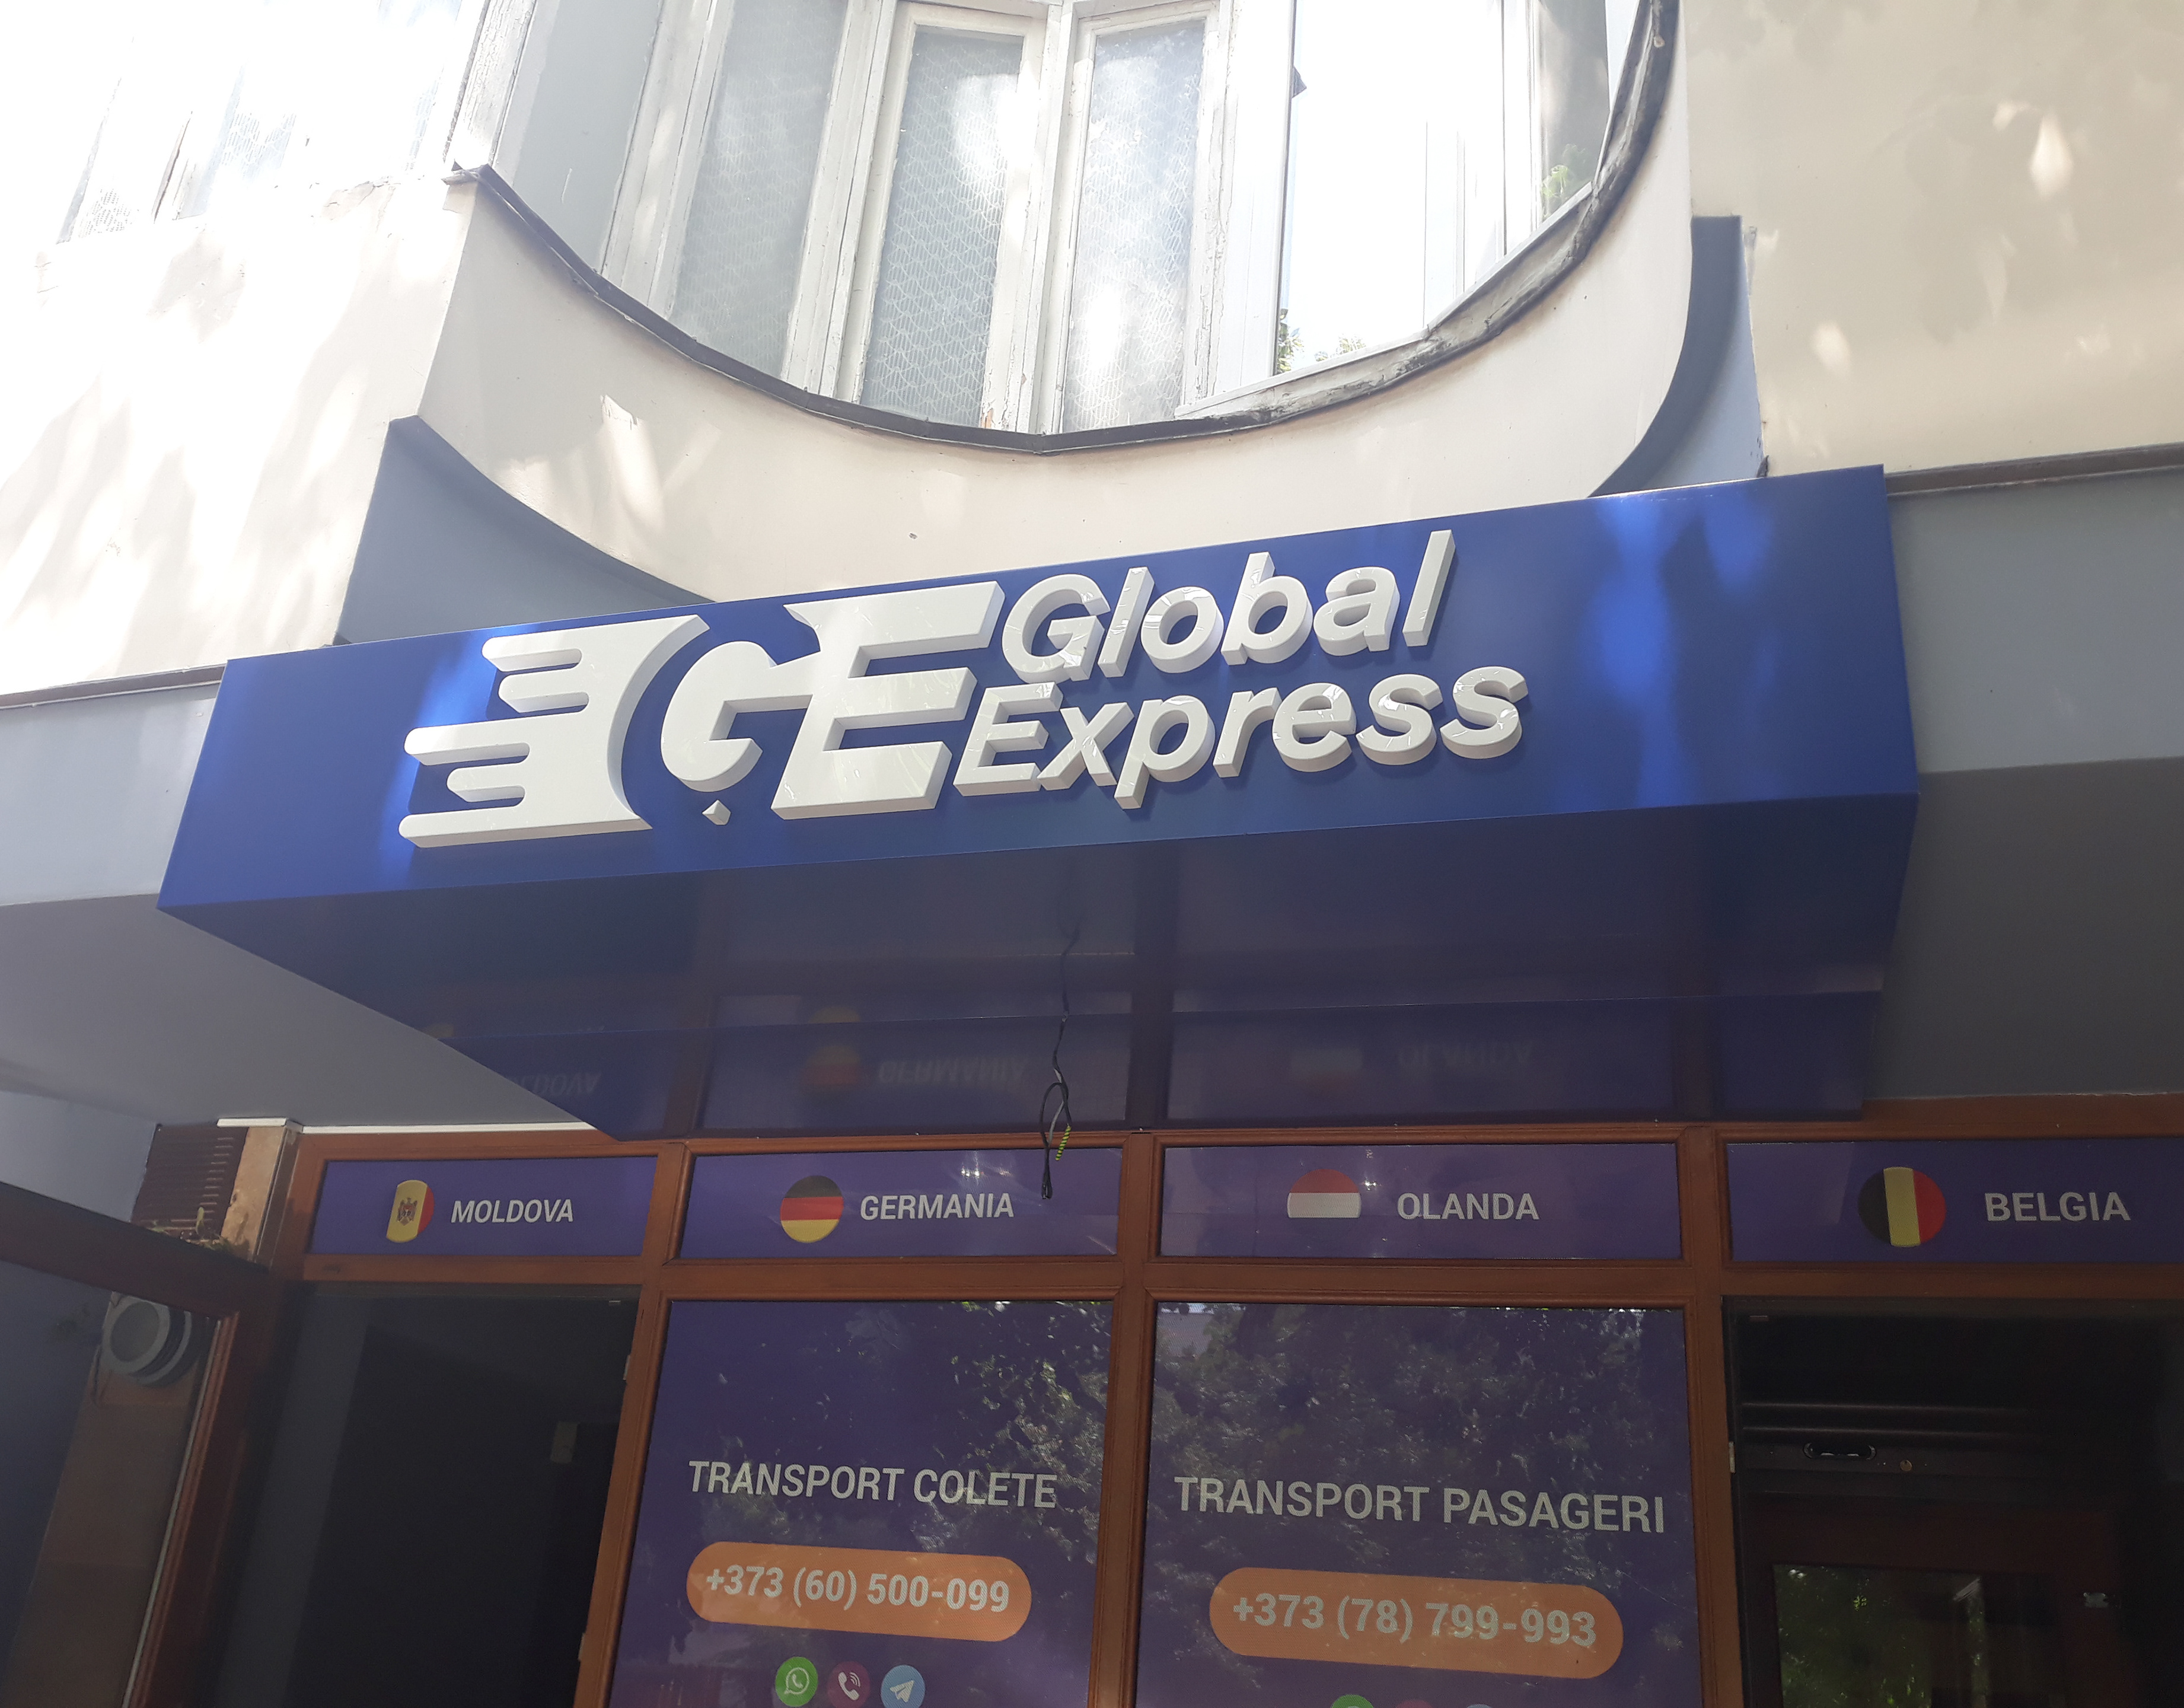 GE Global
Express
MOLDOVA
GERMANIA
OLANDA
BELGIA
TRANSPORT COLETE
+373 (60) 500-099
TRANSPORT PASAGERI
+373 (78) 799-993